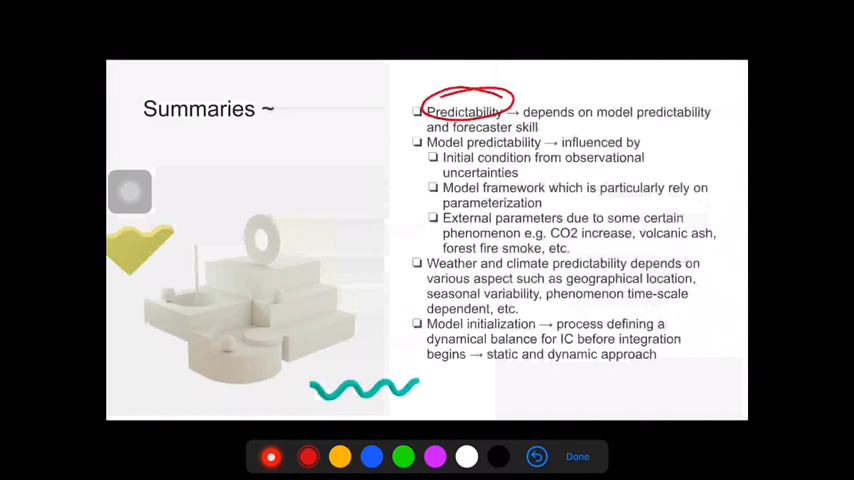 Summaries ~
❑ Predictability → depends on model predictability
and forecaster skill
❑ Model predictability → influenced by
❑ Initial condition from observational
uncertainties
❑ Model framework which is particularly rely on
parameterization
❑ External parameters due to some certain
phenomenon e.g. CO2 increase, volcanic ash,
forest fire smoke, etc.
❑ Weather and climate predictability depends on
various aspect such as geographical location,
seasonal variability, phenomenon time-scale
dependent, etc.
❑ Model initialization → process defining a
dynamical balance for IC before integration
begins → static and dynamic approach
Done